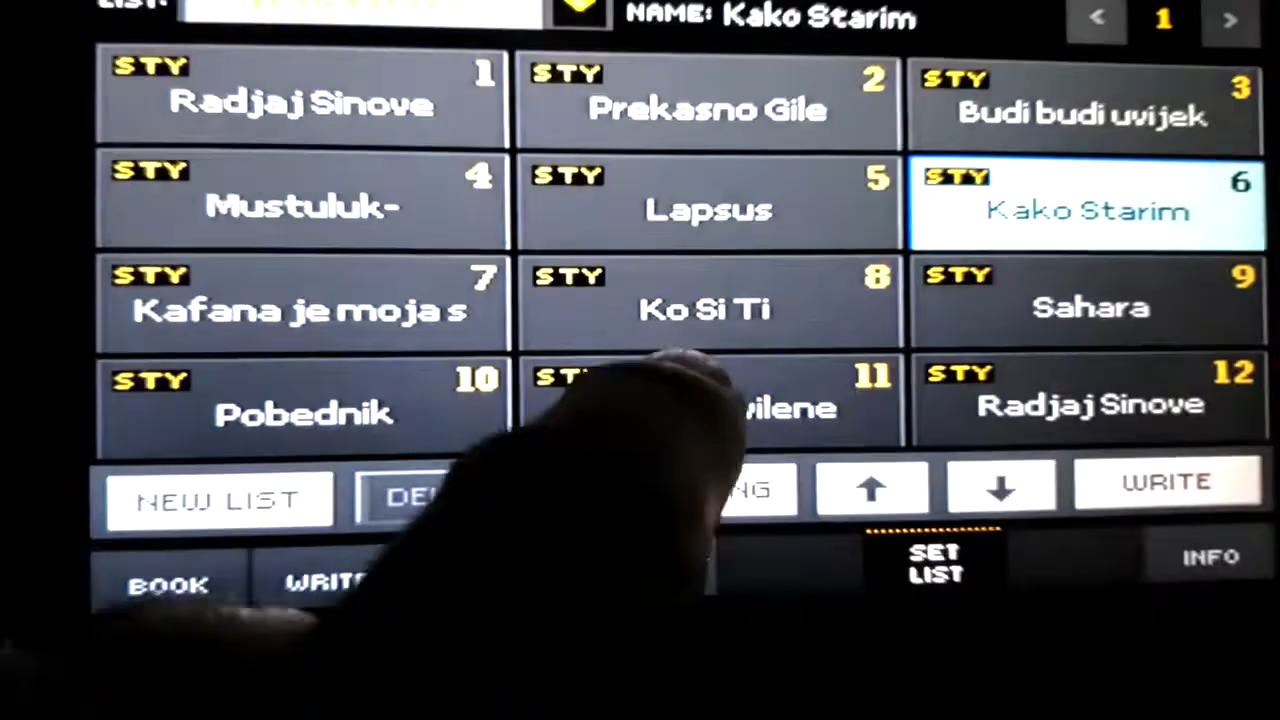 LIST:
NAME: Kako Starim
< 1 >
STY 1
Radjaj Sinove
STY 2
Prekasno Gile
STY 3
Budi budi uvijek
STY 4
Mustuluk-
STY 5
Lapsus
STY 6
Kako Starim
STY 7
Kafana je moja s
STY 8
Ko Si Ti
STY 9
Sahara
STY 10
Pobednik
11
STY 12
Radjaj Sinove
NEW LIST
WRITE
BOOK
SET
LIST
INFO